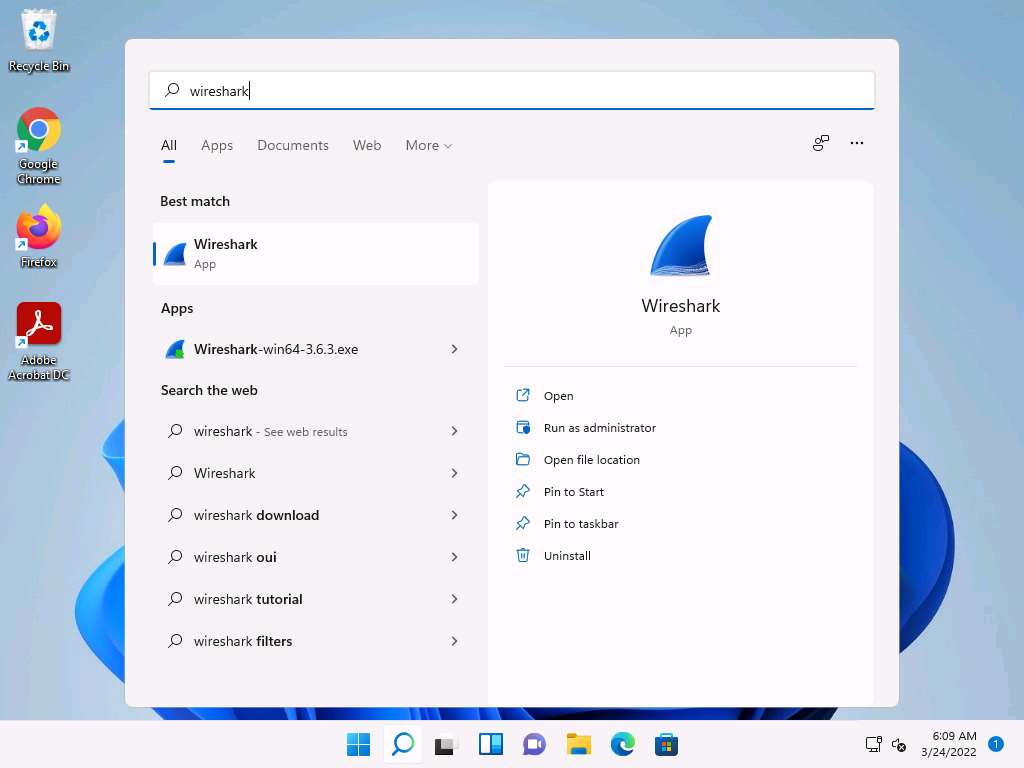 Recycle Bin
Google
Chrome
Firefox
Adobe
Acrobat DC
wireshark
All Apps Documents Web More
Best match
Wireshark
App
Apps
Wireshark-win64-3.6.3.exe
Search the web
wireshark - See web results
Wireshark
wireshark download
wireshark oui
wireshark tutorial
wireshark filters
Wireshark
App
Open
Run as administrator
Open file location
Pin to Start
Pin to taskbar
Uninstall
6:09 AM
3/24/2022
1